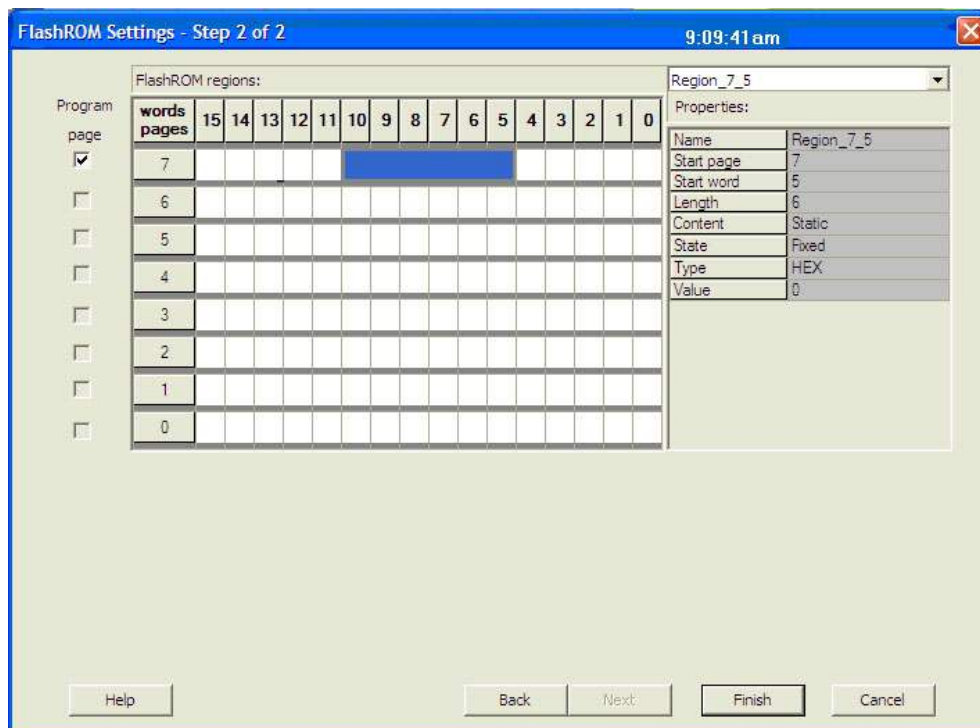 FlashROM Settings - Step 2 of 2
9:09:41am
FlashROM regions:
Region_7_5
Program
page
words
pages
15 14 13 12 11 10 9 8 7 6 5 4 3 2 1 0
Properties:
7
6
5
4
3
2
1
0
Name Region_7_5
Start page 7
Start word 5
Length 6
Content Static
State Fixed
Type HEX
Value 0
Help
Back
Next
Finish
Cancel